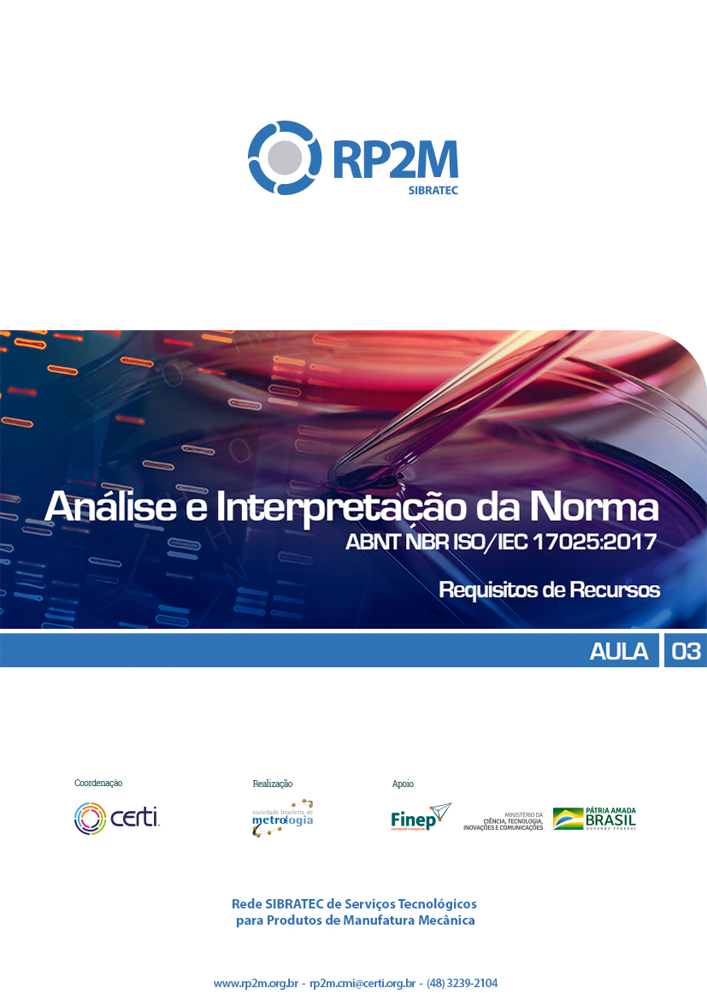 RP2M
SIBRATEC
Análise e Interpretação da Norma
ABNT NBR ISO/IEC 17025:2017
Requisitos de Recursos
AULA 03
Coordenação
Realização
Apoio
certi
sociedade brasileira de
metrologia
Finep
INOVAÇÃO E PESQUISA
MINISTÉRIO DA
CIÊNCIA, TECNOLOGIA,
INOVAÇÕES E COMUNICAÇÕES
PÁTRIA AMADA
BRASIL
GOVERNO FEDERAL
Rede SIBRATEC de Serviços Tecnológicos
para Produtos de Manufatura Mecânica
www.rp2m.org.br - rp2m.cmi@certi.org.br - (48) 3239-2104